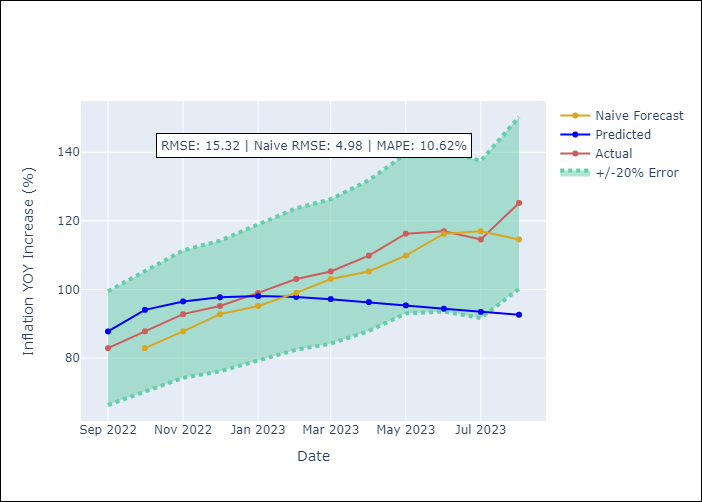 RMSE: 15.32 | Naive RMSE: 4.98 | MAPE: 10.62%
Naive Forecast
Predicted
Actual
+/-20% Error
Inflation YOY Increase (%)
140
120
100
80
Sep 2022 Nov 2022 Jan 2023 Mar 2023 May 2023 Jul 2023
Date